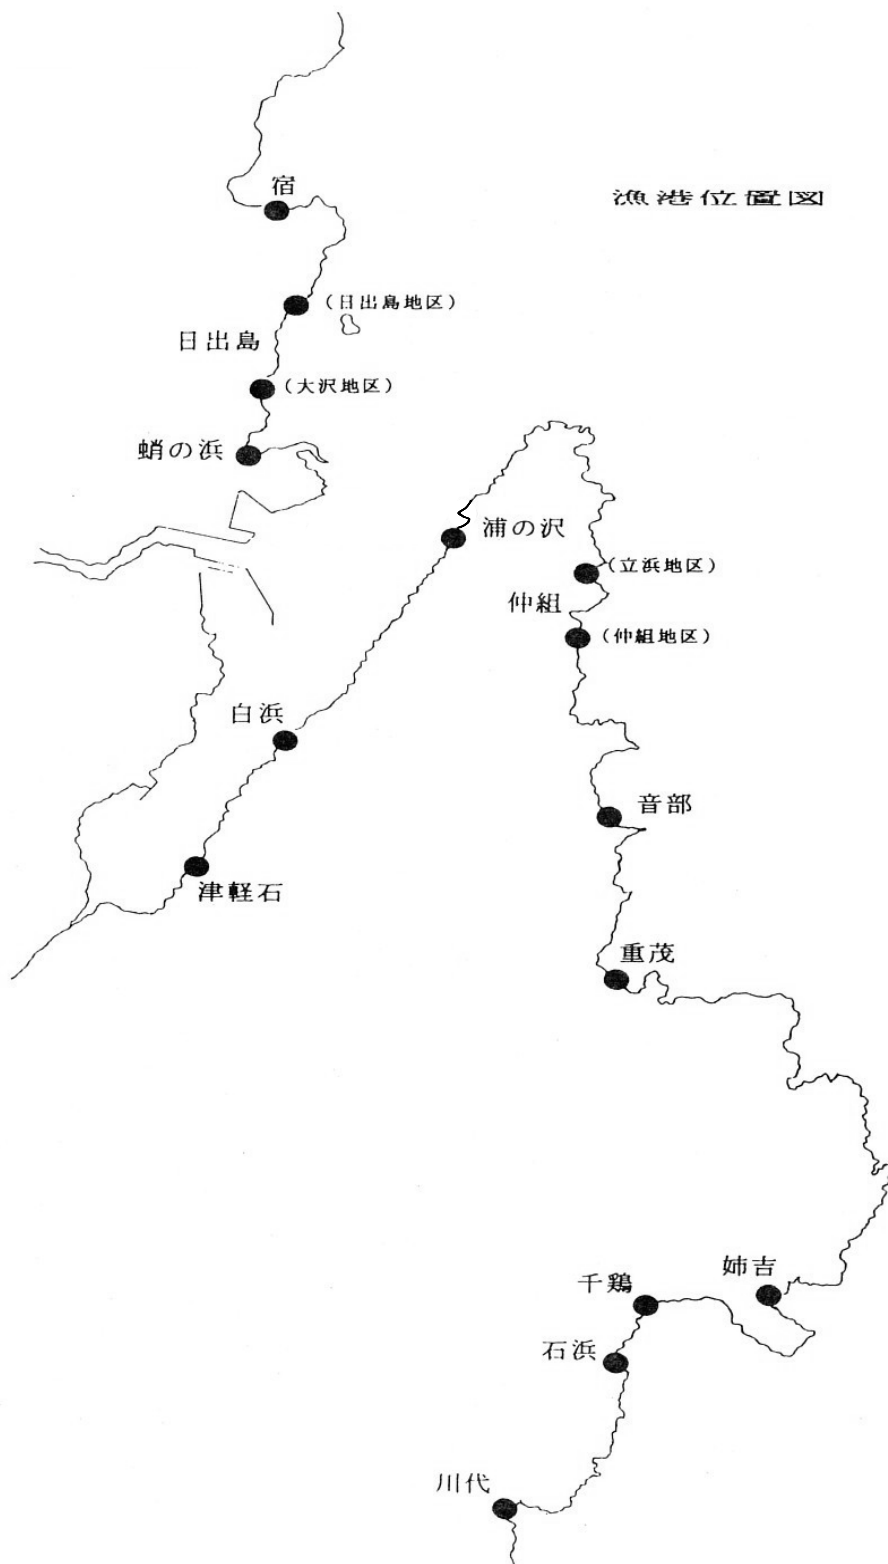 漁港位置図
宿
(日出島地区)
日出島
(大沢地区)
蛸の浜
浦の沢
(立浜地区)
仲組
(仲組地区)
白浜
音部
津軽石
重茂
姉吉
千鶏
石浜
川代